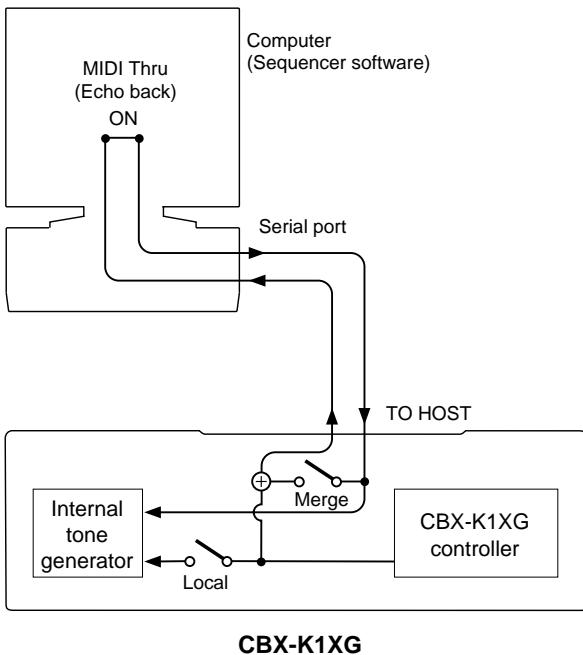 Computer
(Sequencer software)
MIDI Thru
(Echo back)
ON
Serial port
TO HOST
Merge
Internal
tone
generator
Local
CBX-K1XG
controller
CBX-K1XG